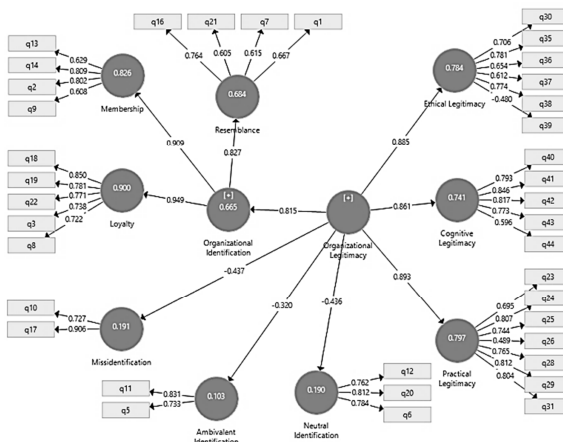 q16
q21
q7
q1
q30
q13
q14
q2
q9
0.629
0.809
0.802
0.608
0.826
Membership
0.764
0.605
0.615
0.667
0.684
Resemblance
0.706
0.781
0.654
0.612
0.774
-0.480
0.784
Ethical Legitimacy
q35
q36
q37
q38
q39
0.909
0.827
0.885
q18
q19
q22
q3
q8
0.850
0.781
0.771
0.738
0.722
0.900
Loyalty
0.949
[+]
0.665
Organizational
Identification
0.815
[+]
Organizational
Legitimacy
0.861
0.741
Cognitive
Legitimacy
0.793
0.846
0.817
0.773
0.596
q40
q41
q42
q43
q44
-0.437
-0.320
-0.436
0.893
q10
q17
0.727
0.906
0.191
Missidentification
q11
q5
0.831
0.733
0.103
Ambivalent
Identification
0.190
Neutral
Identification
0.762
0.812
0.784
q12
q20
q6
0.797
Practical
Legitimacy
0.695
0.807
0.744
0.489
0.765
0.812
0.804
q23
q24
q25
q26
q28
q29
q31